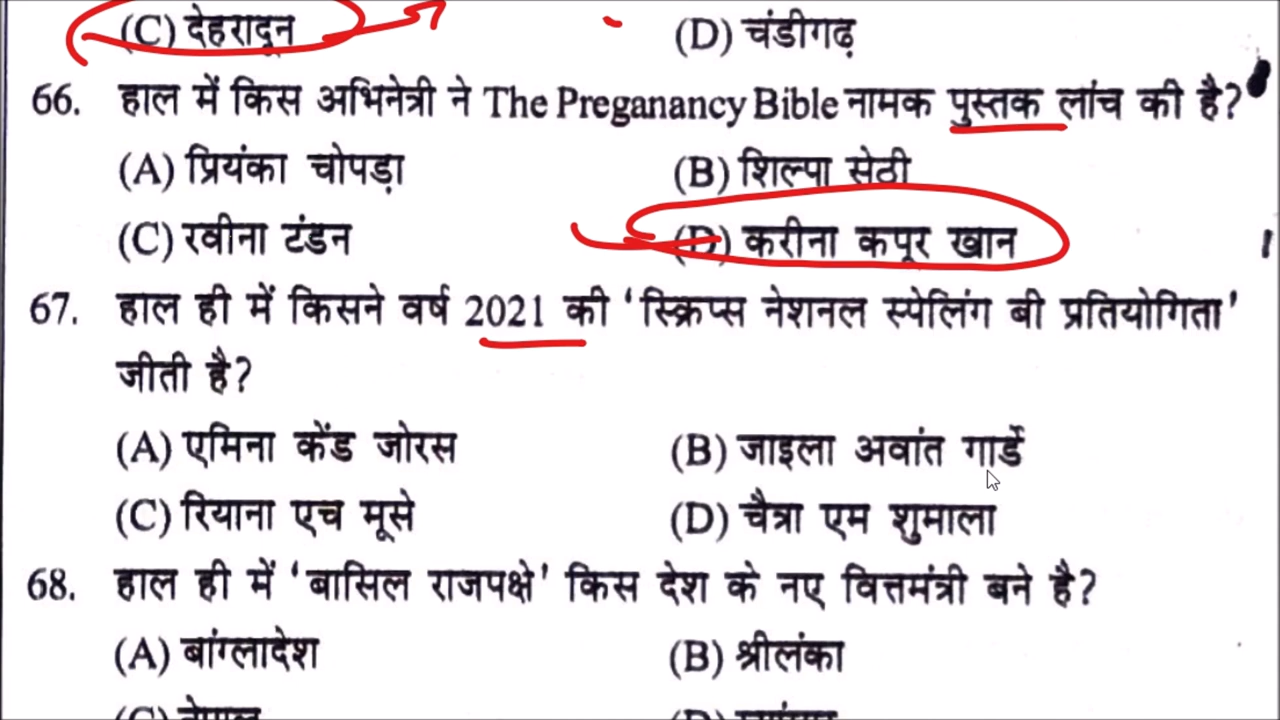 (C) देहरादून (D) चंडीगढ़
66. हाल में किस अभिनेत्री ने The Preganancy Bible नामक पुस्तक लांच की है?
(A) प्रियंका चोपड़ा (B) शिल्पा सेठी
(C) रवीना टंडन (D) करीना कपूर खान
67. हाल ही में किसने वर्ष 2021 की 'स्क्रिप्स नेशनल स्पेलिंग बी प्रतियोगिता'
जीती है?
(A) एमिना केंड जोरस (B) जाइला अवांत गार्डे
(C) रियाना एच मूसे (D) चैत्रा एम शुमाला
68. हाल ही में 'बासिल राजपक्षे' किस देश के नए वित्तमंत्री बने है?
(A) बांग्लादेश (B) श्रीलंका
(C) नेपाल (D)